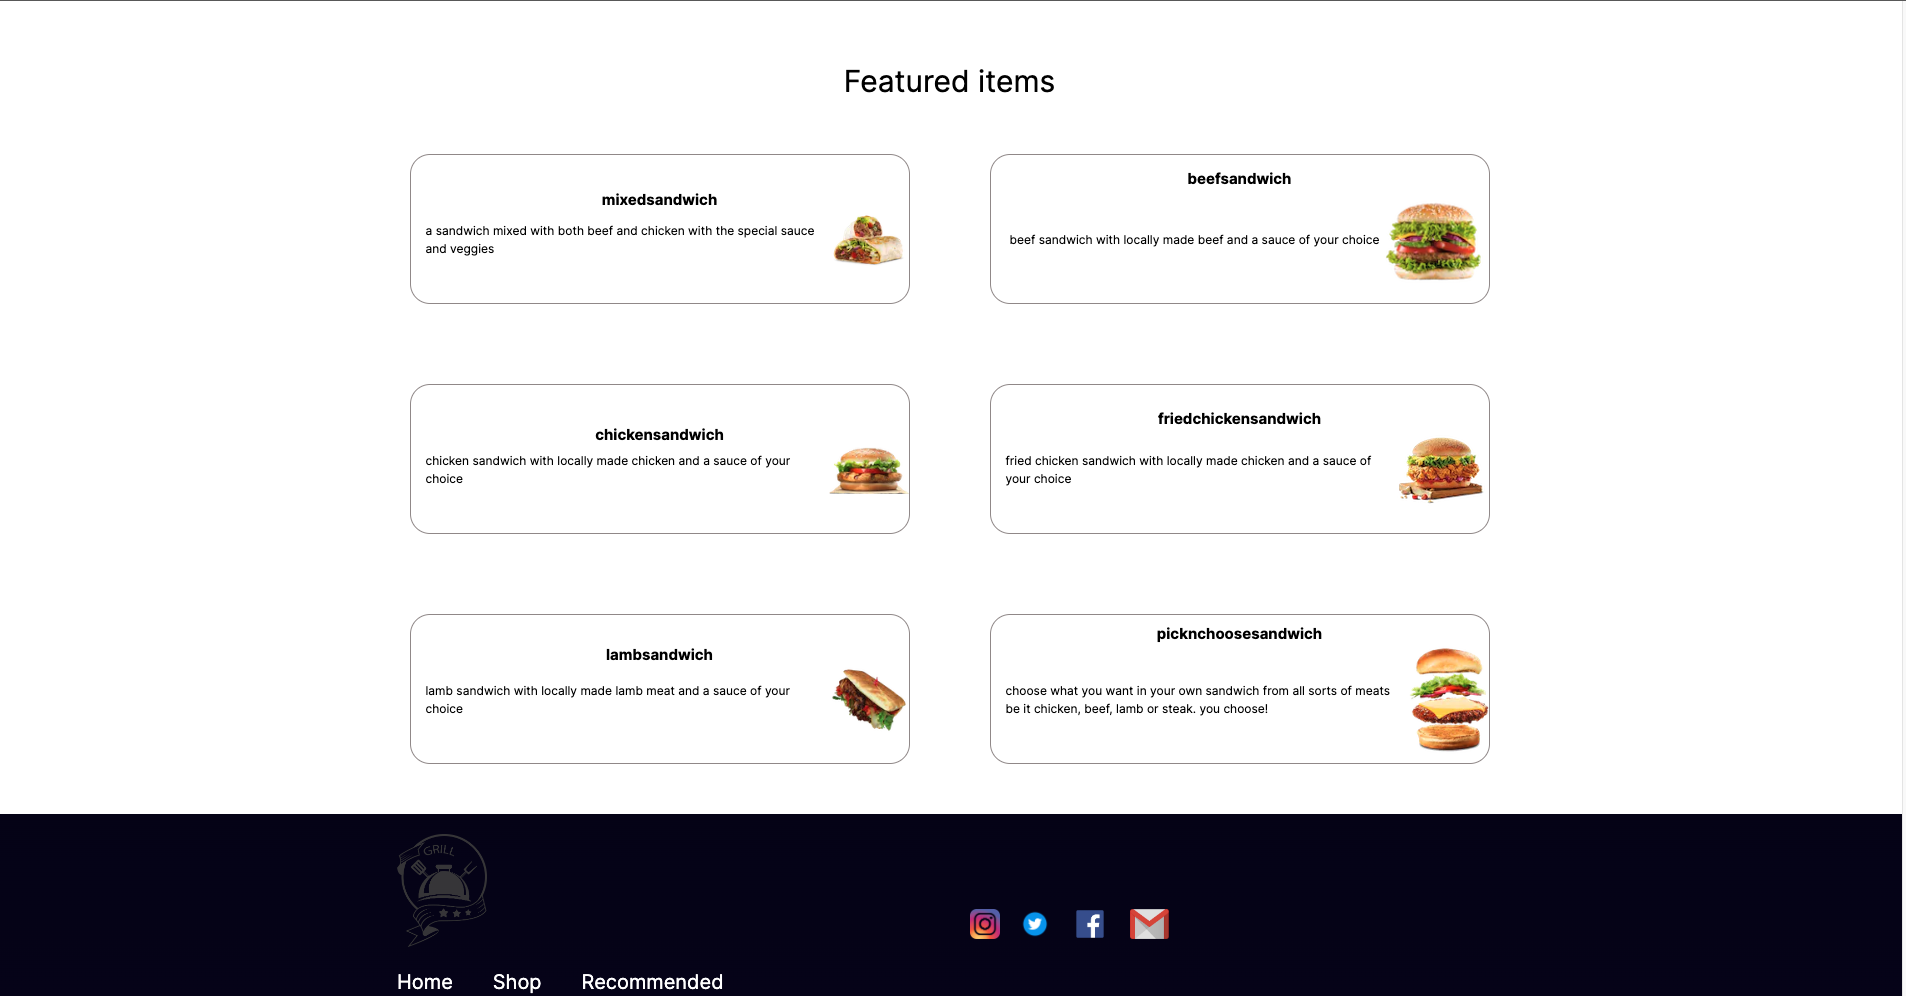 Featured items
mixedsandwich
a sandwich mixed with both beef and chicken with the special sauce
and veggies
beefsandwich
beef sandwich with locally made beef and a sauce of your choice
chickensandwich
chicken sandwich with locally made chicken and a sauce of your
choice
friedchickensandwich
fried chicken sandwich with locally made chicken and a sauce of
your choice
lambsandwich
lamb sandwich with locally made lamb meat and a sauce of your
choice
picknchoosesandwich
choose what you want in your own sandwich from all sorts of meats
be it chicken, beef, lamb or steak. you choose!
GRILL
Home Shop Recommended